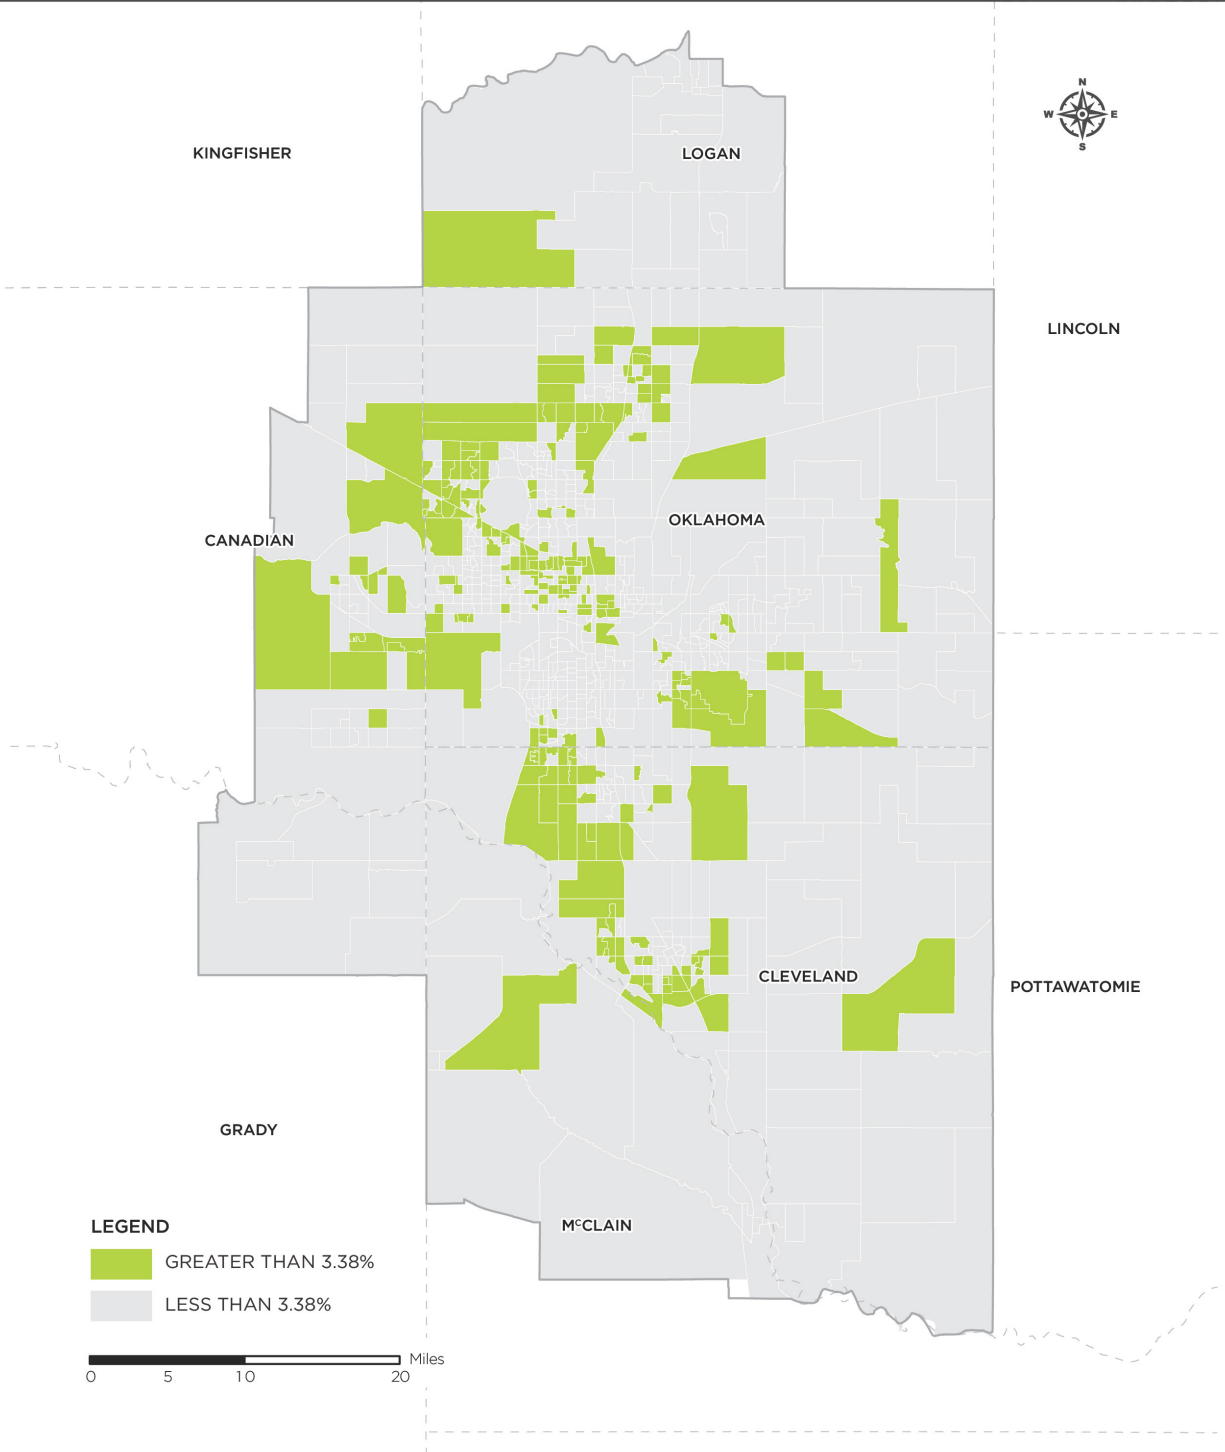 N
W E
S
KINGFISHER
LOGAN
LINCOLN
OKLAHOMA
CANADIAN
CLEVELAND
POTTAWATOMIE
GRADY
McCLAIN
LEGEND
GREATER THAN 3.38%
LESS THAN 3.38%
Miles
0 5 10 20